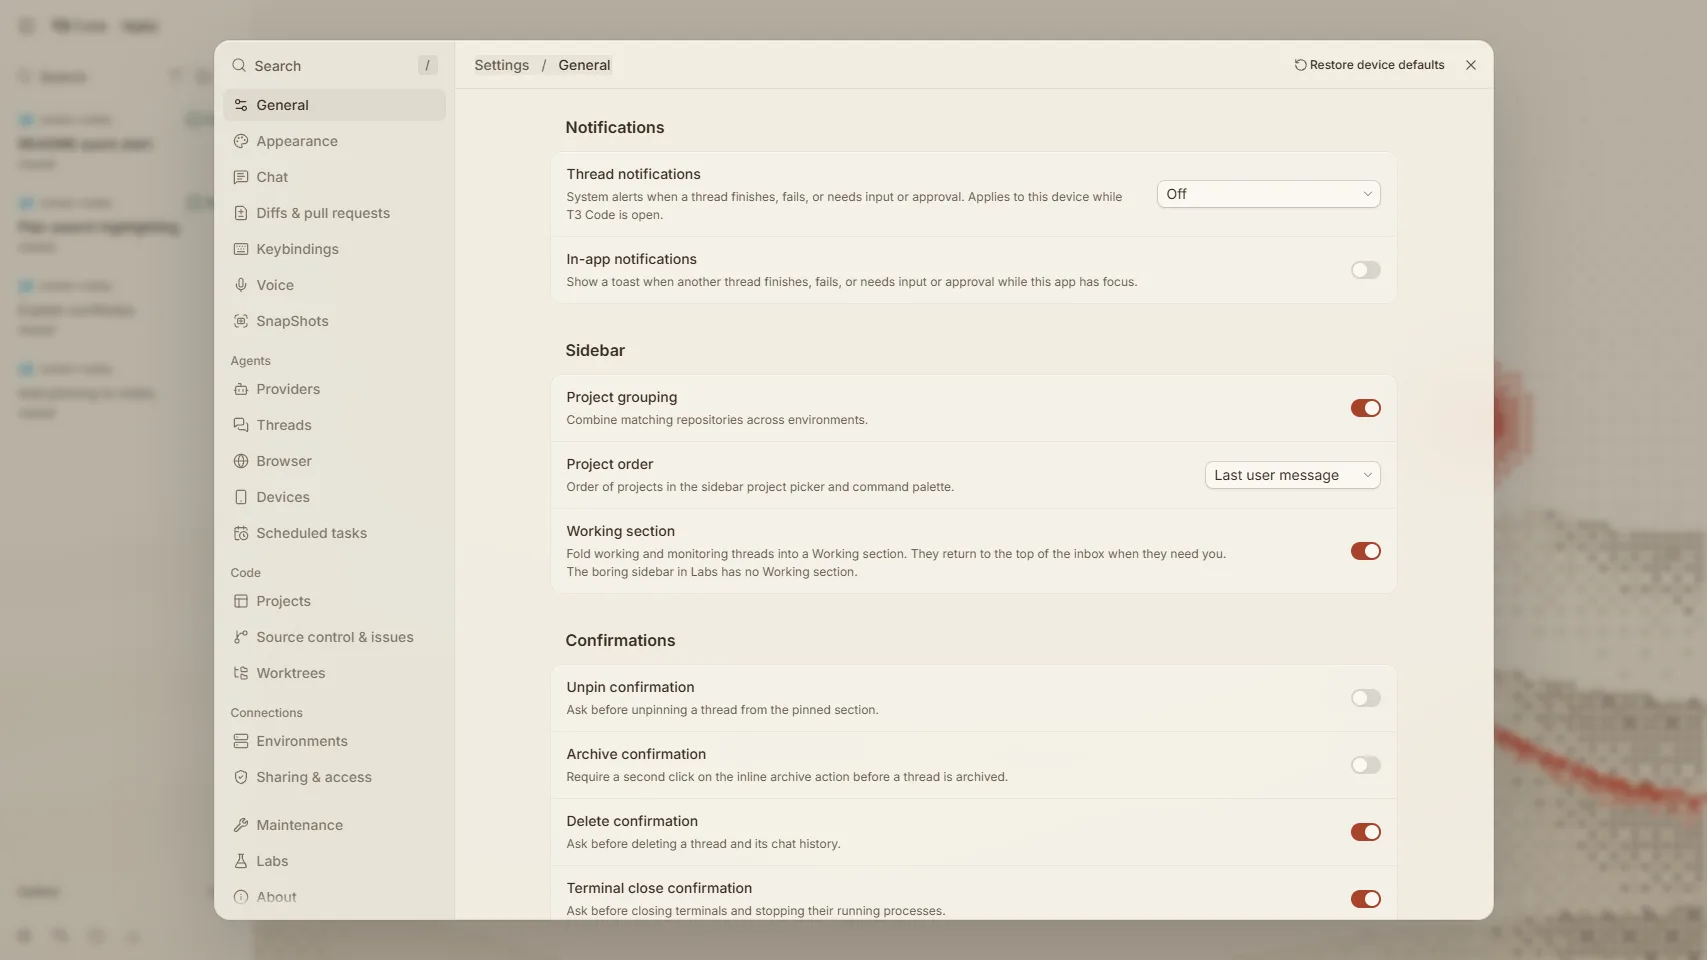 Search
/
General
Appearance
Chat
Diffs & pull requests
Keybindings
Voice
SnapShots
Agents
Providers
Threads
Browser
Devices
Scheduled tasks
Code
Projects
Source control & issues
Worktrees
Connections
Environments
Sharing & access
Maintenance
Labs
About
Settings / General
Restore device defaults
Notifications
Thread notifications
System alerts when a thread finishes, fails, or needs input or approval. Applies to this device while
T3 Code is open.
Off
In-app notifications
Show a toast when another thread finishes, fails, or needs input or approval while this app has focus.
Sidebar
Project grouping
Combine matching repositories across environments.
Project order
Order of projects in the sidebar project picker and command palette.
Last user message
Working section
Fold working and monitoring threads into a Working section. They return to the top of the inbox when they need you.
The boring sidebar in Labs has no Working section.
Confirmations
Unpin confirmation
Ask before unpinning a thread from the pinned section.
Archive confirmation
Require a second click on the inline archive action before a thread is archived.
Delete confirmation
Ask before deleting a thread and its chat history.
Terminal close confirmation
Ask before closing terminals and stopping their running processes.